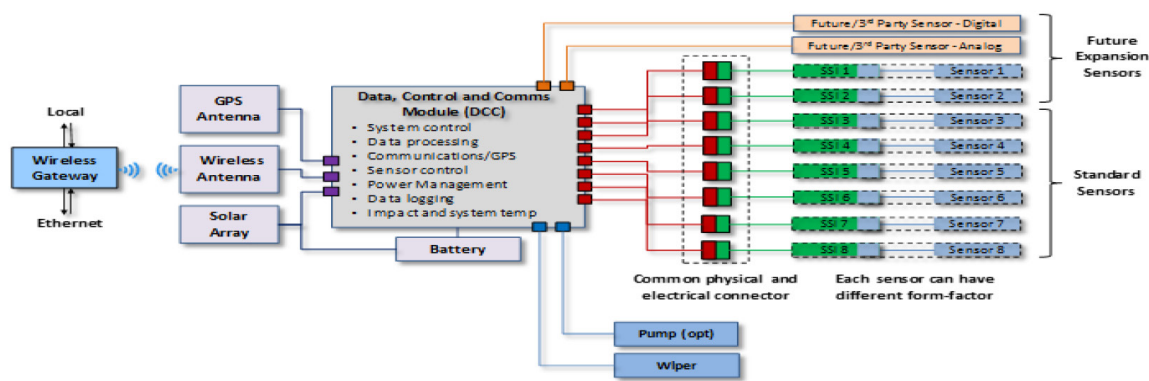 Future/3rd Party Sensor - Digital
Future/3rd Party Sensor - Analog
Future
Expansion
Sensors
SSI 1
Sensor 1
SSI 2
Sensor 2
SSI 3
Sensor 3
SSI 4
Sensor 4
SSI 5
Sensor 5
SSI 6
Sensor 6
SSI 7
Sensor 7
SSI 8
Sensor 8
Standard
Sensors
Local
Wireless
Gateway
Ethernet
GPS
Antenna
Wireless
Antenna
Solar
Array
Data, Control and Comms
Module (DCC)
• System control
• Data processing
• Communications/GPS
• Sensor control
• Power Management
• Data logging
• Impact and system temp
Battery
Common physical and
electrical connector
Each sensor can have
different form-factor
Pump (opt)
Wiper